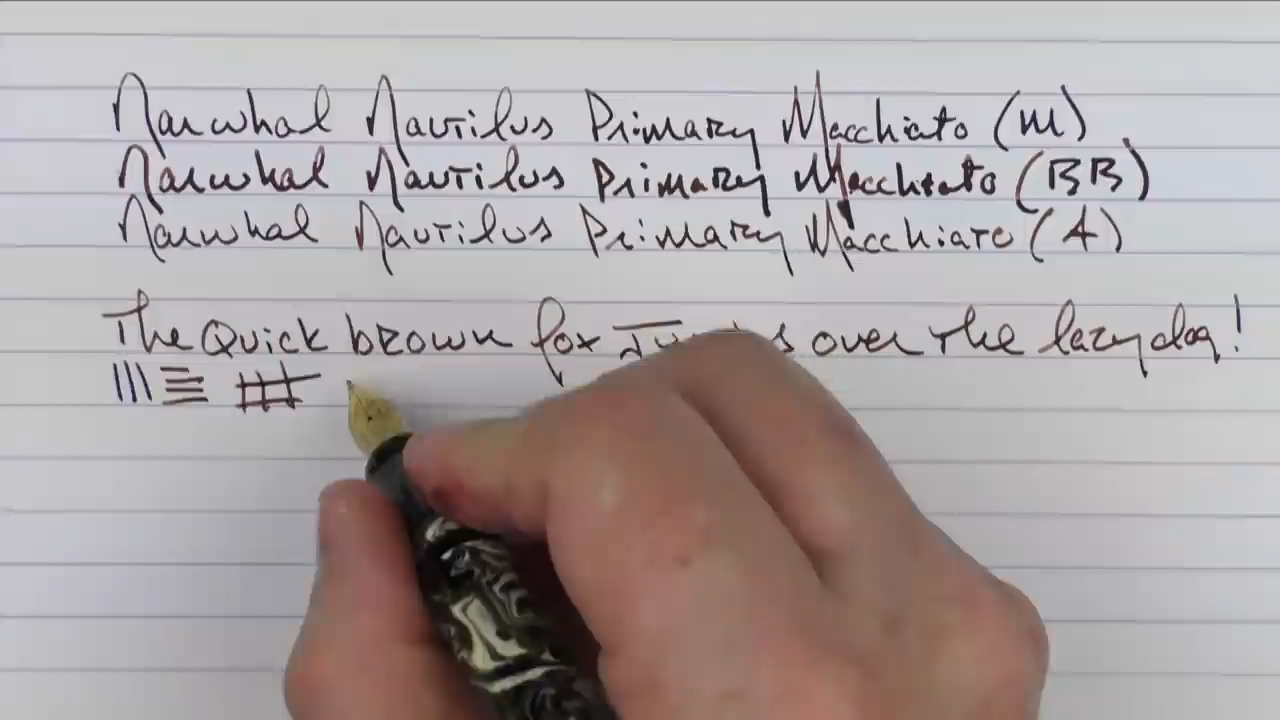 Narwhal Nautilus Primary Macchiato (M)
Narwhal Nautilus Primary Macchiato (BB)
Narwhal Nautilus Primary Macchiato (A)
The Quick brown fox over the lazy dog!